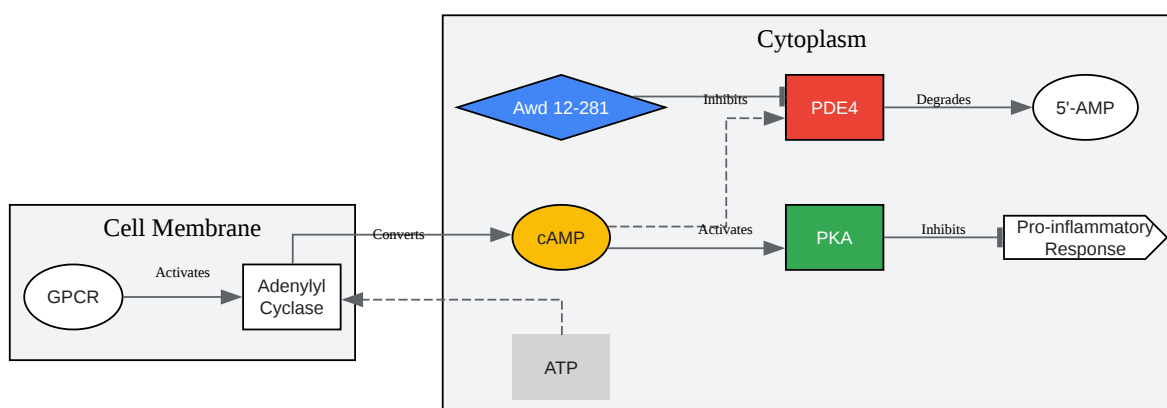 Cytoplasm
Awd 12-281
Inhibits
PDE4
Degrades
5'-AMP
Cell Membrane
Converts
cAMP
Activates
PKA
Inhibits
Pro-inflammatory
Response
GPCR
Activates
Adenylyl
Cyclase
ATP